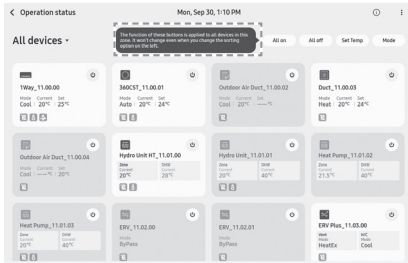 Operation status
Mon, Sep 30, 1:10 PM
The function of these buttons is applied to all devices in this
zone. It won't change even when you change the sorting
option on the left.
All devices
All on
All off
Set Temp
Mode
1Way_11.00.00
Mode Current Set
Cool 20°C 25°C
360CST_11.00.01
Mode Current Set
Auto 20°C 24°C
Outdoor Air Duct_11.00.02
Mode Current Set
Cool --°C 24°C
Duct_11.00.03
Mode Current Set
Heat 20°C 24°C
Outdoor Air Duct_11.00.04
Mode Current Set
Cool --°C 20°C
Hydro Unit HT_11.01.00
Zone DHW
Current Current
20°C 28°C
Hydro Unit_11.01.01
Zone DHW
Current Current
20°C 40°C
Heat Pump_11.01.02
Zone DHW
Current Current
21.5°C 40°C
Heat Pump_11.01.03
Zone DHW
Current Current
20°C 40°C
ERV_11.02.00
Mode
ByPass
ERV_11.02.01
Mode
ByPass
ERV Plus_11.03.00
Vent A/C
Mode Mode
HeatEx Cool